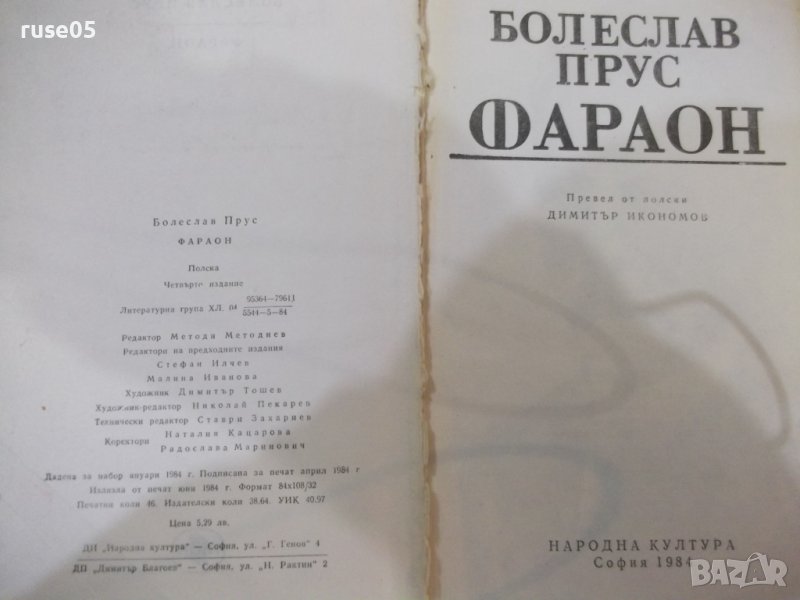 ruse05
Болеслав Прус
ФАРАОН
Полска
Четвърто издание
Литературна група ХЛ. 95364—79611
5544—5—84
Редактор Методи Методиев
Редактори на предходните издания
Стефан Илчев
Малина Иванова
Художник Димитър Тошев
Художник-редактор Николай Пекарев
Технически редактор Ставри Захариев
Коректори Наталия Кацарова
Радослава Маринович
Дадена за набор януари 1984 г. Подписана за печат април 1984 г
Излязла от печат юни 1984 г. Формат 84х108/32
Печатни коли 46. Издателски коли 38.64. УИК 40.97
Цена 5,29 лв.
ДИ „Народна култура" — София, ул. „Г. Генов" 4
ДП „Димитър Благоев" — София, ул. „Н. Ракитин" 2
БОЛЕСЛАВ
ПРУС
ФАРАОН
Превел от полски
ДИМИТЪР ИКОНОМОВ
НАРОДНА КУЛТУРА
София 1984
BAZAR
bg